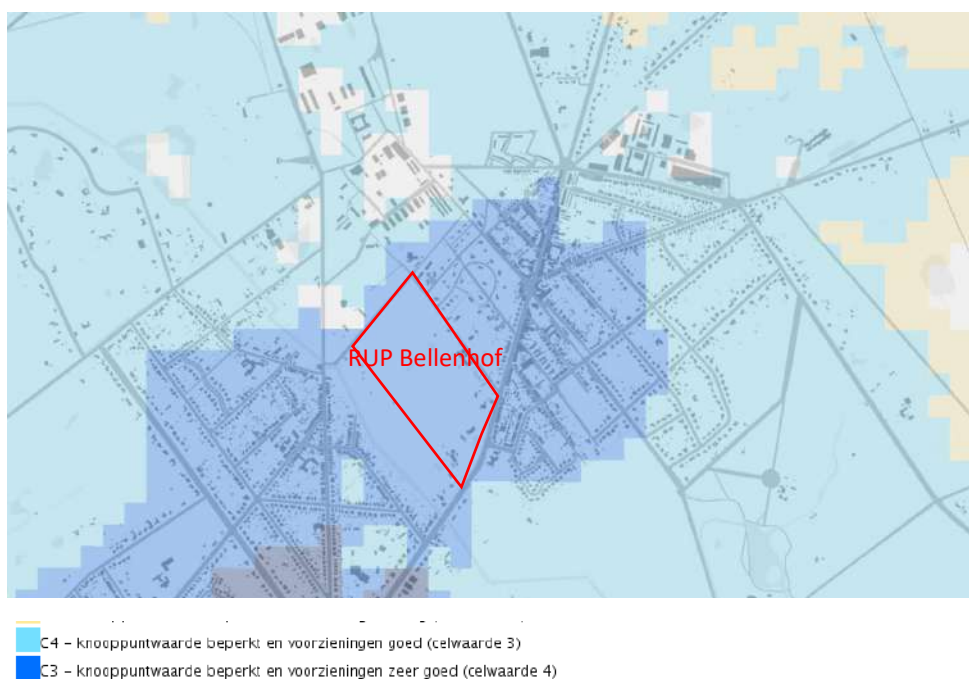 RUP Bellenhof
C4 – knooppuntwaarde beperkt en voorzieningen goed (celwaarde 3)
C3 – knooppuntwaarde beperkt en voorzieningen zeer goed (celwaarde 4)